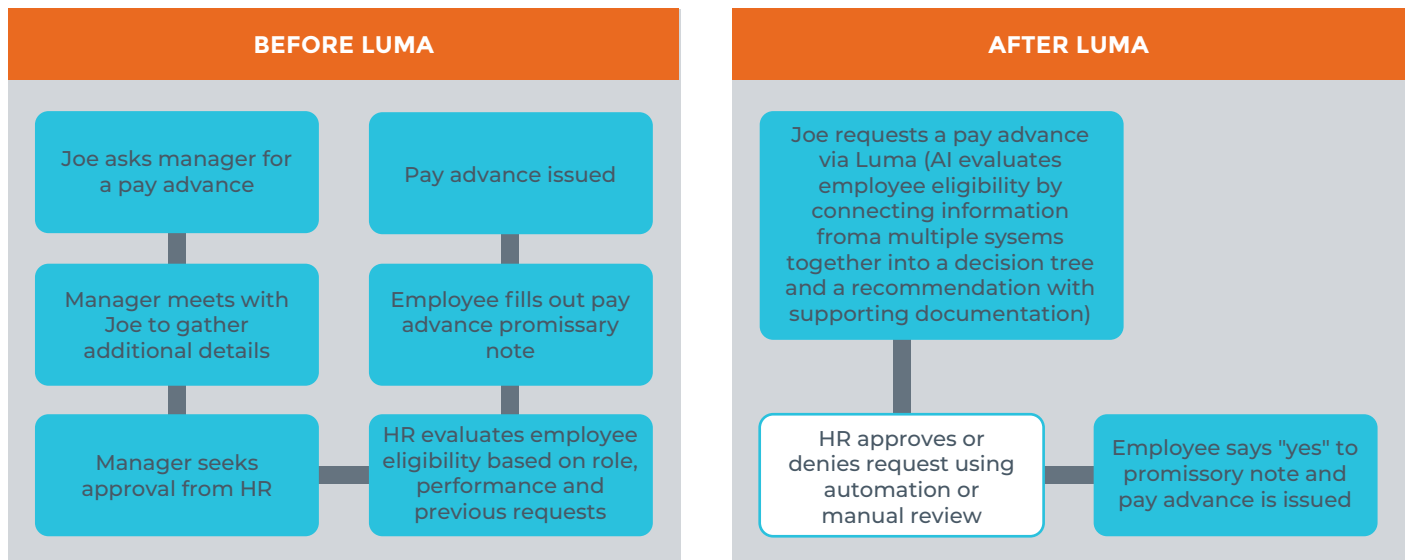 BEFORE LUMA
Joe asks manager for
a pay advance
Manager meets with
Joe to gather
additional details
Manager seeks
approval from HR
HR evaluates employee
eligibility based on role,
performance and
previous requests
Employee fills out pay
advance promissary
note
Pay advance issued
AFTER LUMA
Joe requests a pay advance
via Luma (AI evaluates
employee eligibility by
connecting information
froma multiple sysems
together into a decision tree
and a recommendation with
supporting documentation)
HR approves or
denies request using
automation or
manual review
Employee says "yes" to
promissory note and
pay advance is issued